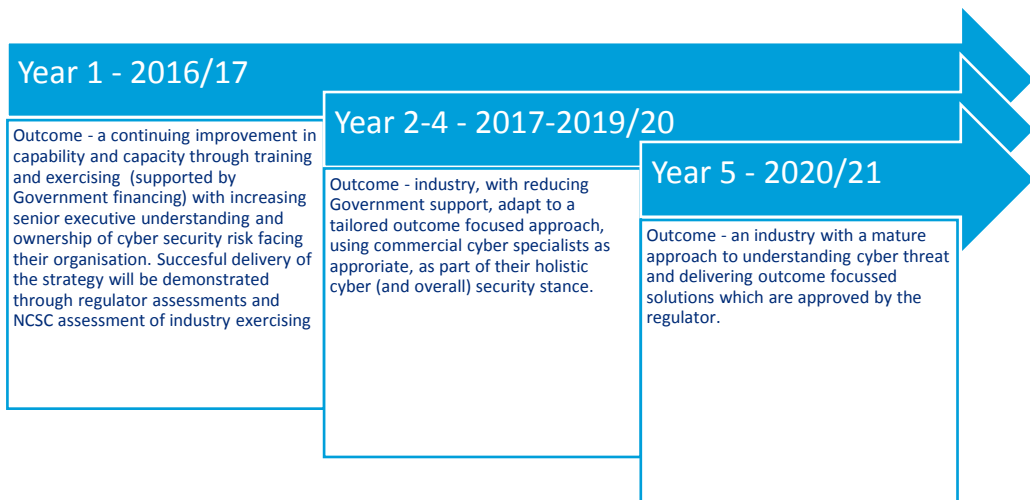 Year 1 - 2016/17
Outcome - a continuing improvement in
capability and capacity through training
and exercising (supported by
Government financing) with increasing
senior executive understanding and
ownership of cyber security risk facing
their organisation. Succesful delivery of
the strategy will be demonstrated
through regulator assessments and
NCSC assessment of industry exercising
Year 2-4 - 2017-2019/20
Outcome - industry, with reducing
Government support, adapt to a
tailored outcome focused approach,
using commercial cyber specialists as
approriate, as part of their holistic
cyber (and overall) security stance.
Year 5 - 2020/21
Outcome - an industry with a mature
approach to understanding cyber threat
and delivering outcome focussed
solutions which are approved by the
regulator.